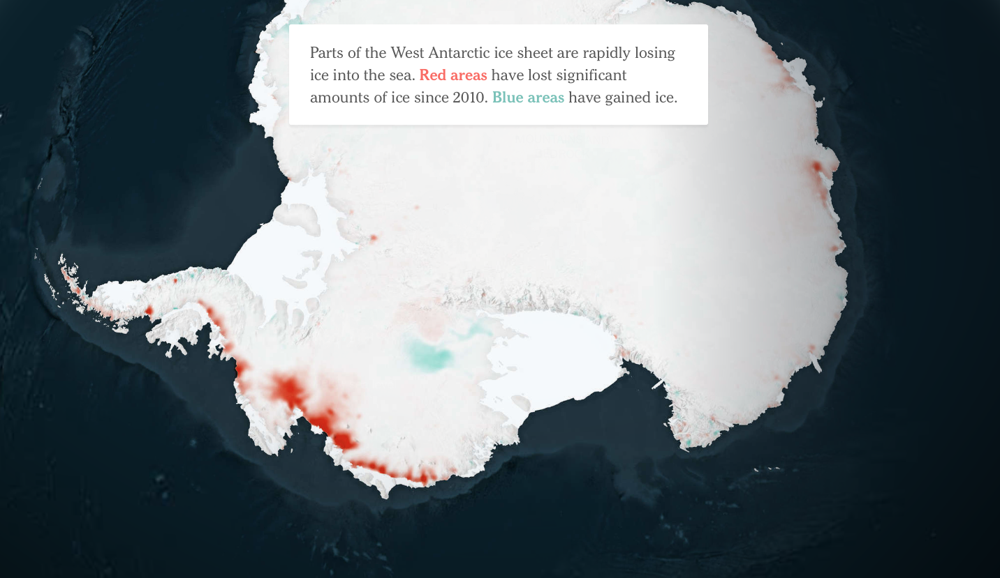 Parts of the West Antarctic ice sheet are rapidly losing
ice into the sea. Red areas have lost significant
amounts of ice since 2010. Blue areas have gained ice.